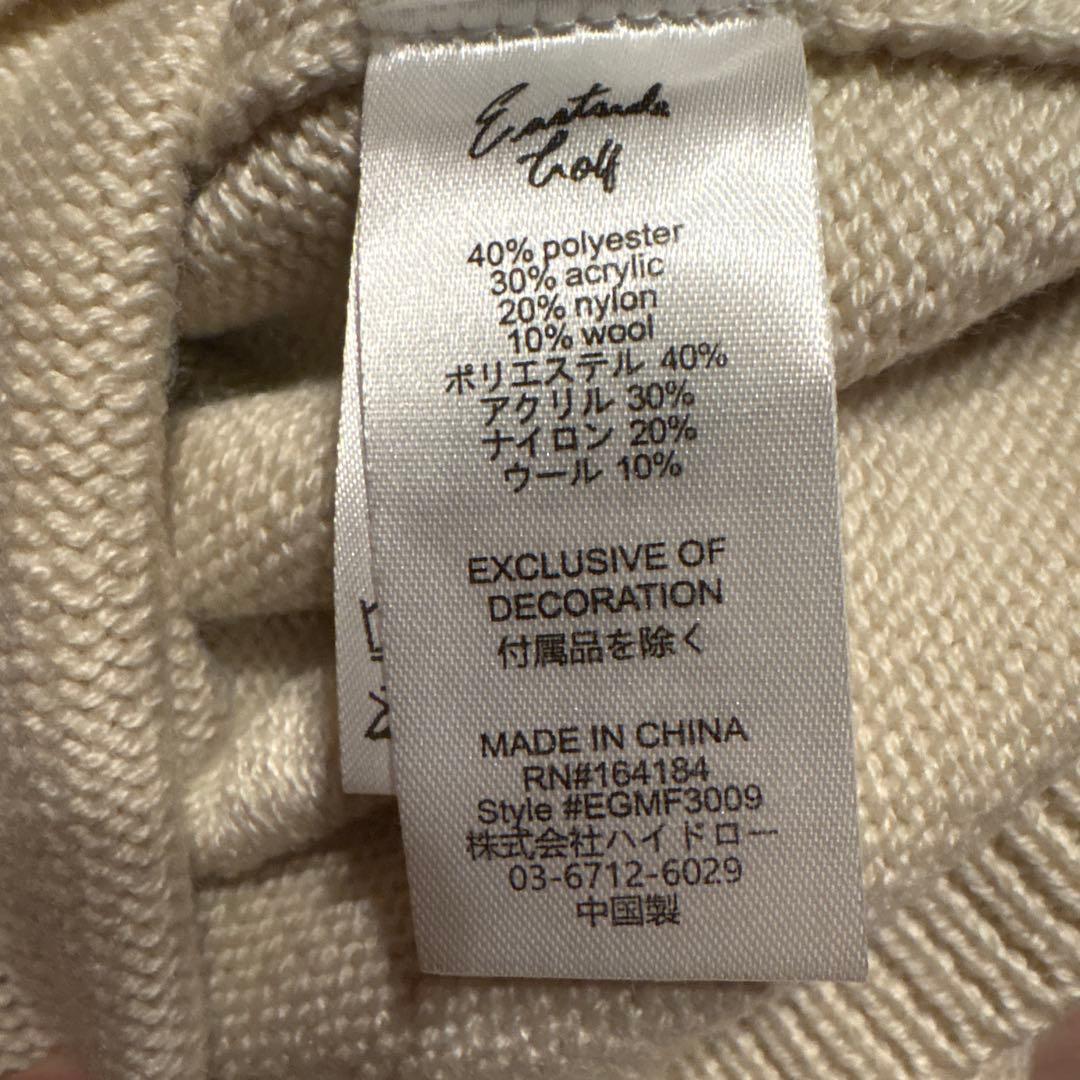 Eastside
Golf
40% polyester
30% acrylic
20% nylon
10% wool
ポリエステル 40%
アクリル 30%
ナイロン 20%
ウール 10%
EXCLUSIVE OF
DECORATION
付属品を除く
MADE IN CHINA
RN#164184
Style #EGMF3009
株式会社ハイドロー
03-6712-6029
中国製